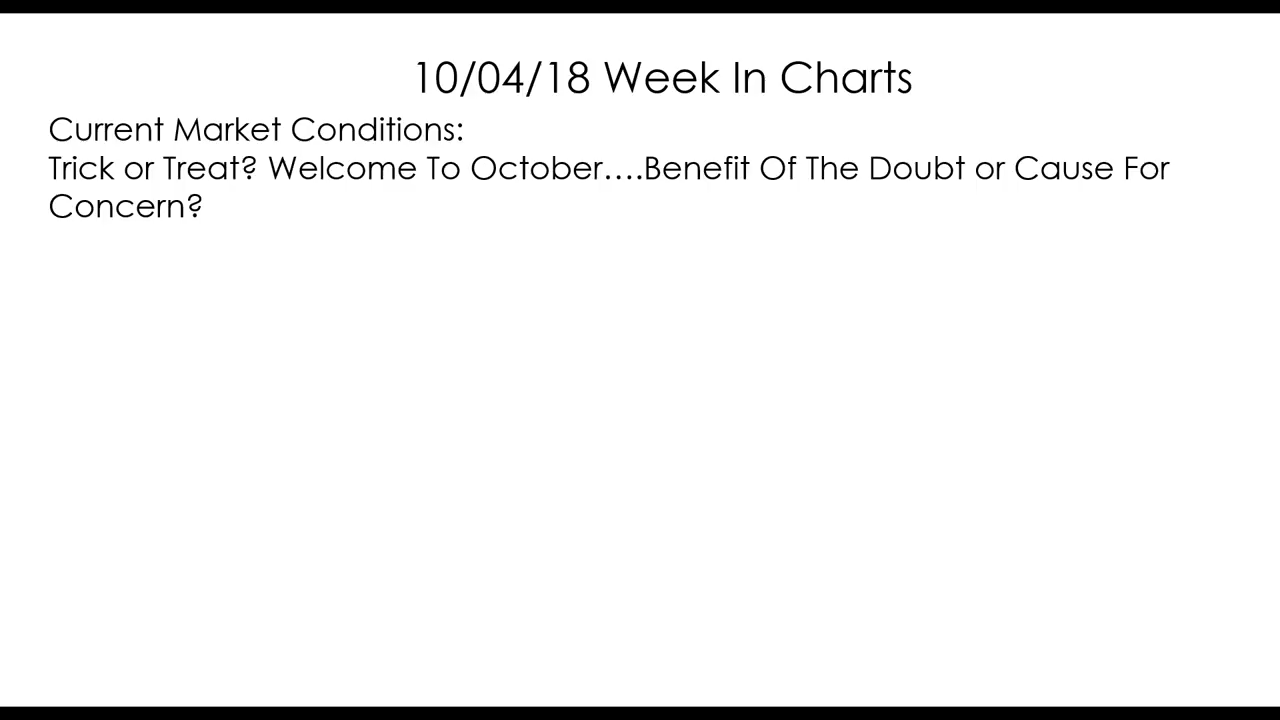 10/04/18 Week In Charts
Current Market Conditions:
Trick or Treat? Welcome To October....Benefit Of The Doubt or Cause For
Concern?